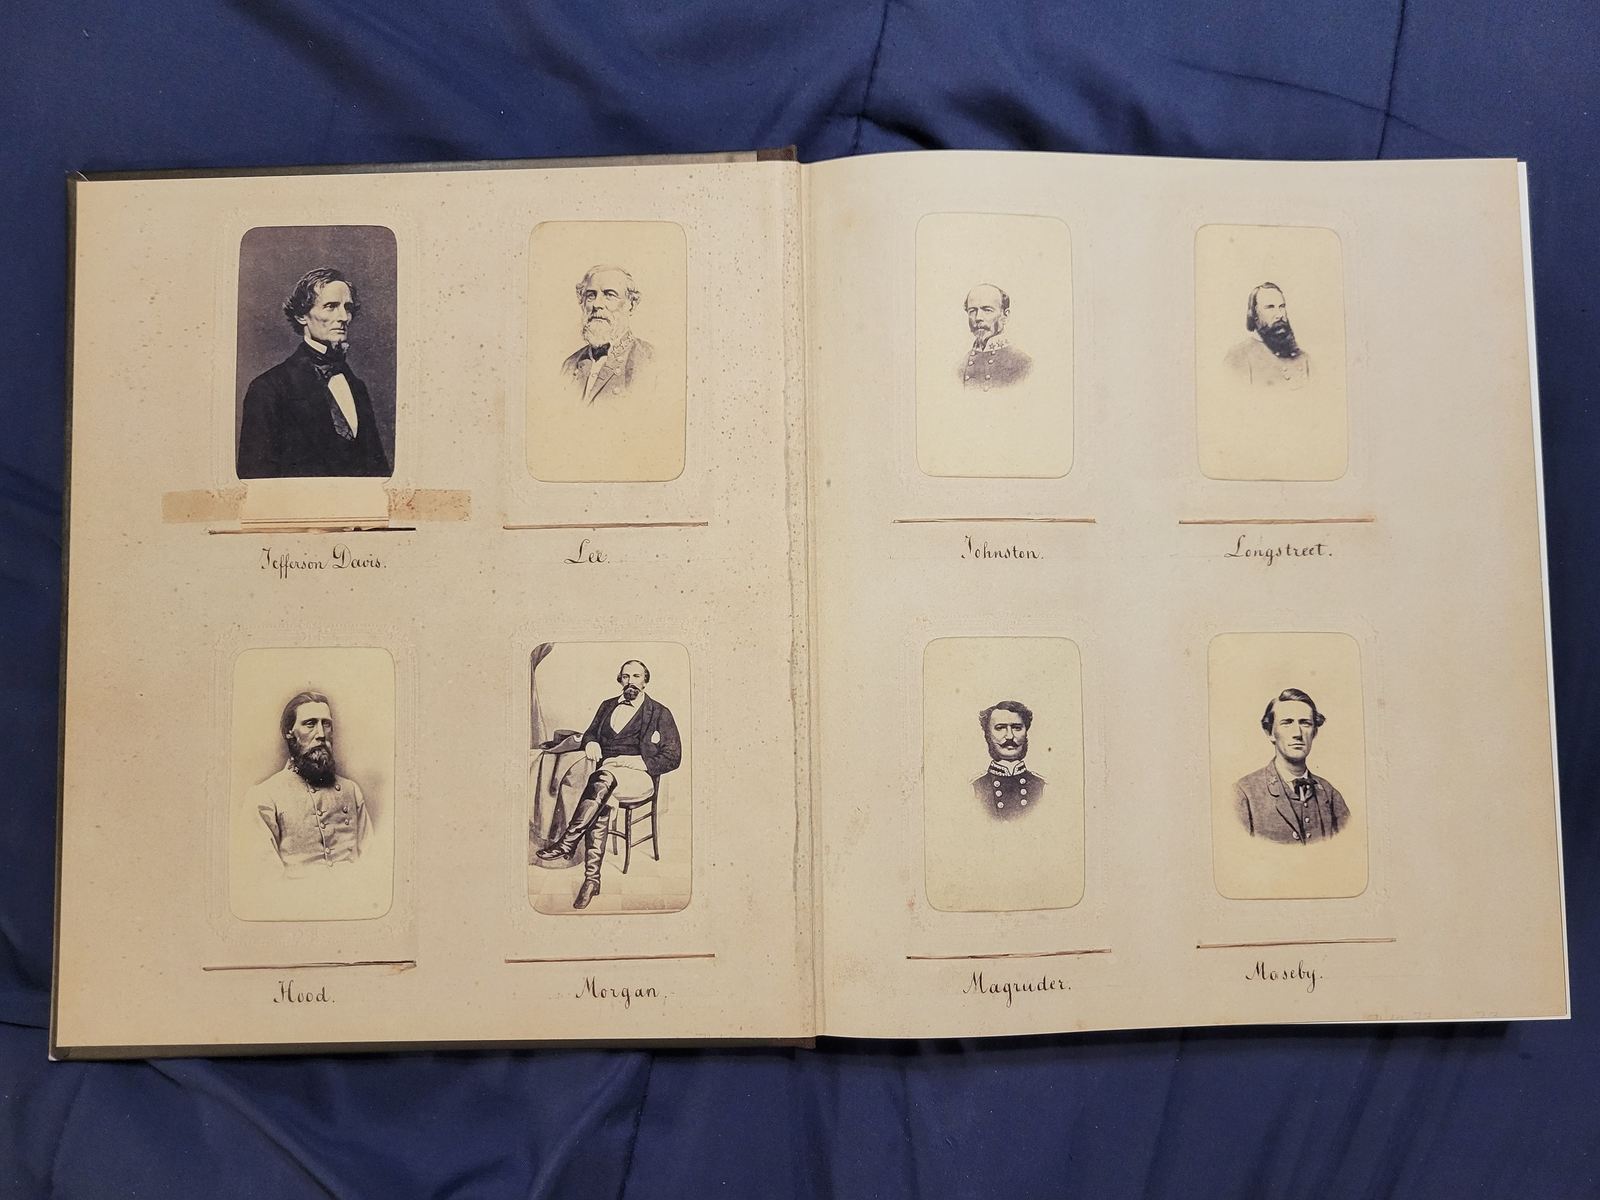 Jefferson Davis.
Lee.
Johnston.
Longstreet.
Hood.
Morgan.
Magruder.
Moseby.